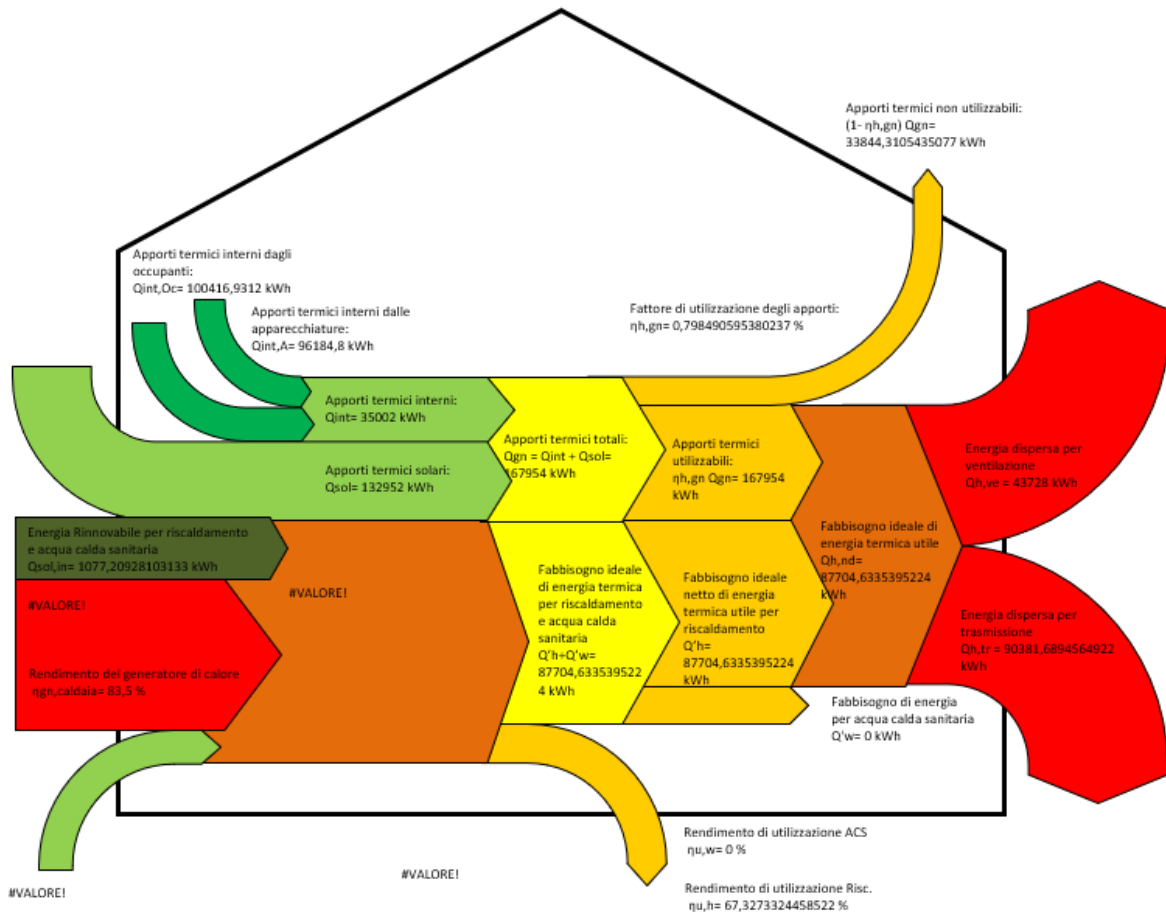 Apporti termici non utilizzabili:
(1- ηh,gn) Qgn=
33844,3105435077 kWh
Apporti termici interni dagli
occupanti:
Qint,Oc= 100416,9312 kWh
Apporti termici interni dalle
apparecchiature:
Qint,A= 96184,8 kWh
Fattore di utilizzazione degli apporti:
ηh,gn= 0,798490595380237 %
Apporti termici interni:
Qint= 35002 kWh
Apporti termici solari:
Qsol= 132952 kWh
Apporti termici totali:
Qgn = Qint + Qsol=
167954 kWh
Apporti termici
utilizzabili:
ηh,gn Qgn= 167954
kWh
Energia dispersa per
ventilazione
Qh,ve = 43728 kWh
Energia Rinnovabile per riscaldamento
e acqua calda sanitaria
Qsol,in= 1077,20928103133 kWh
#VALORE!
#VALORE!
Rendimento del generatore di calore
ηgn,caldaia= 83,5 %
Fabbisogno ideale
di energia termica
per riscaldamento
e acqua calda
sanitaria
Q'h+Q'w=
87704,633539522
4 kWh
Fabbisogno ideale
netto di energia
termica utile per
riscaldamento
Q'h=
87704,6335395224
kWh
Fabbisogno ideale di
energia termica utile
Qh,nd=
87704,6335395224
kWh
Energia dispersa per
trasmissione
Qh,tr = 90381,6894564922
kWh
Fabbisogno di energia
per acqua calda sanitaria
Q'w= 0 kWh
Rendimento di utilizzazione ACS
ηu,w= 0 %
#VALORE!
#VALORE!
Rendimento di utilizzazione Risc.
ηu,h= 67,3273324458522 %